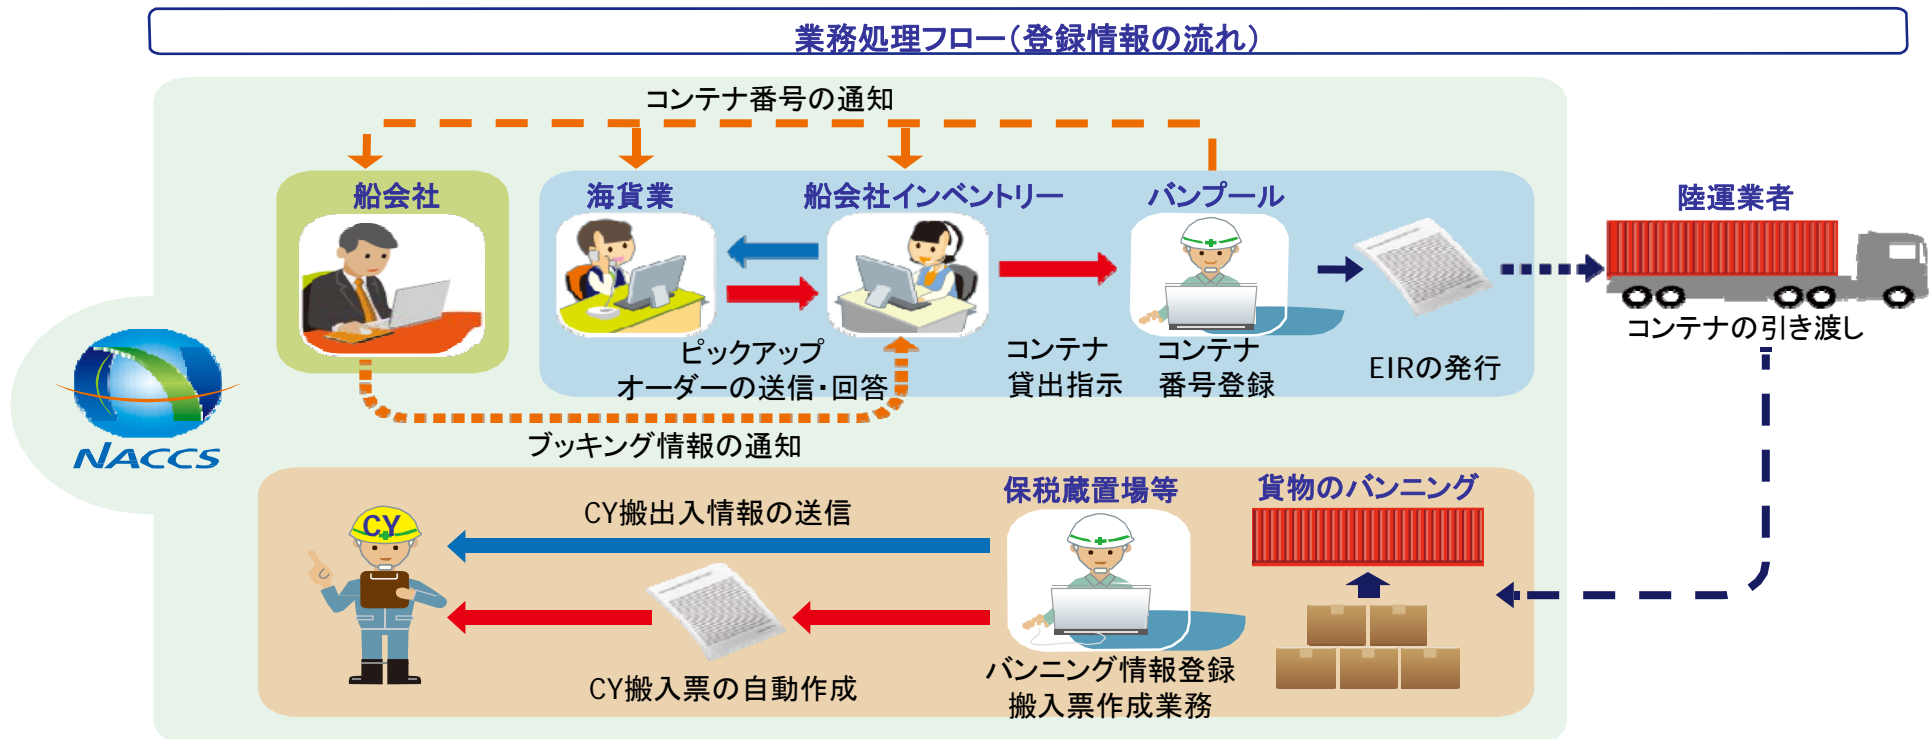 業務処理フロー(登録情報の流れ)
コンテナ番号の通知
船会社
海貨業
船会社インベントリー
バンプール
陸運業者
コンテナの引き渡し
ピックアップ
オーダーの送信・回答
コンテナ
貸出指示
コンテナ
番号登録
EIRの発行
ブッキング情報の通知
NACCS
保税蔵置場等
貨物のバンニング
CY搬出入情報の送信
CY
CY搬入票の自動作成
バンニング情報登録
搬入票作成業務